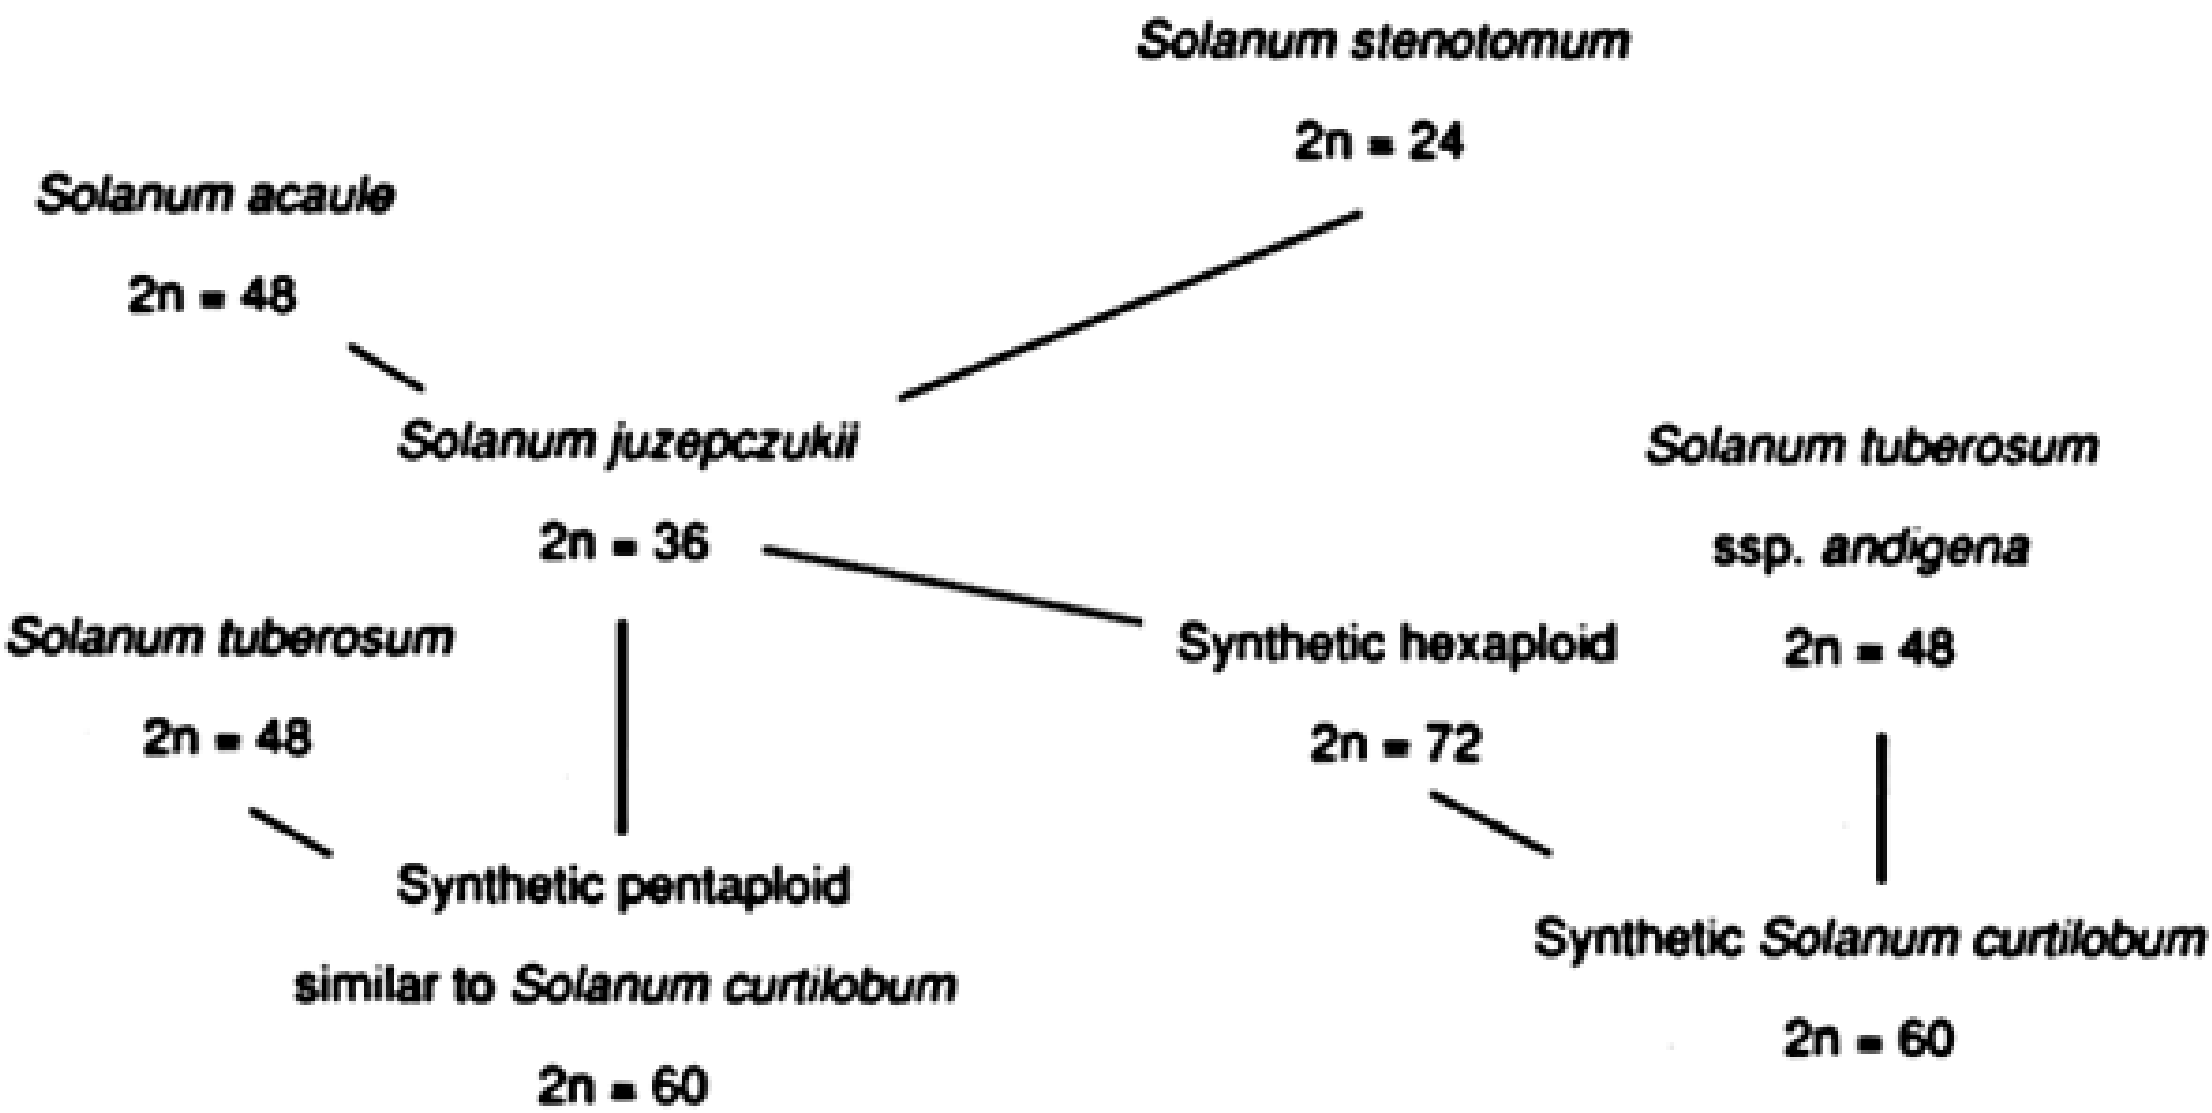 Solanum stenotomum
2n = 24
Solanum acaule
2n = 48
Solanum juzepczukii
2n = 36
Solanum tuberosum
ssp. andigena
2n = 48
Solanum tuberosum
2n = 48
Synthetic hexaploid
2n = 72
Synthetic pentaploid
similar to Solanum curtilobum
2n = 60
Synthetic Solanum curtilobum
2n = 60